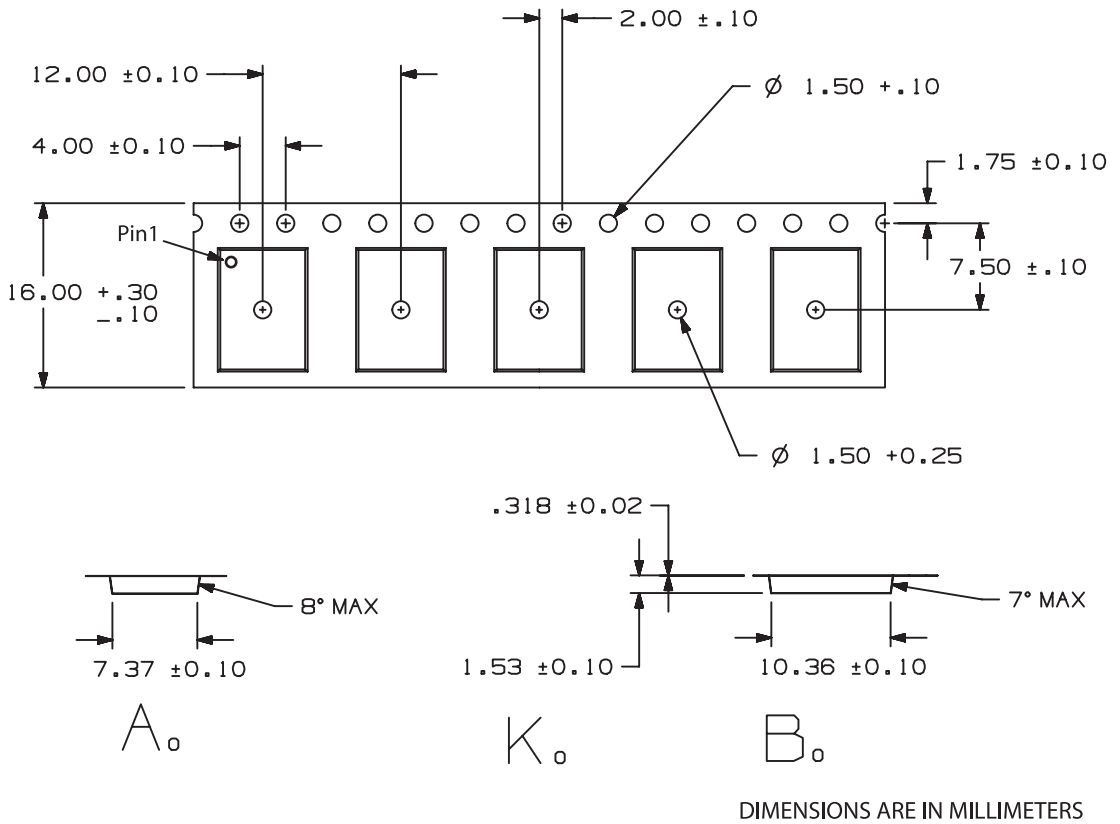 2.00 ±.10
12.00 ±0.10
Ø 1.50 +.10
4.00 ±0.10
1.75 ±0.10
Pin1
7.50 ±.10
16.00 +.30
-.10
Ø 1.50 +0.25
.318 ±0.02
8° MAX
7° MAX
7.37 ±0.10
1.53 ±0.10
10.36 ±0.10
Ao
Ko
Bo
DIMENSIONS ARE IN MILLIMETERS